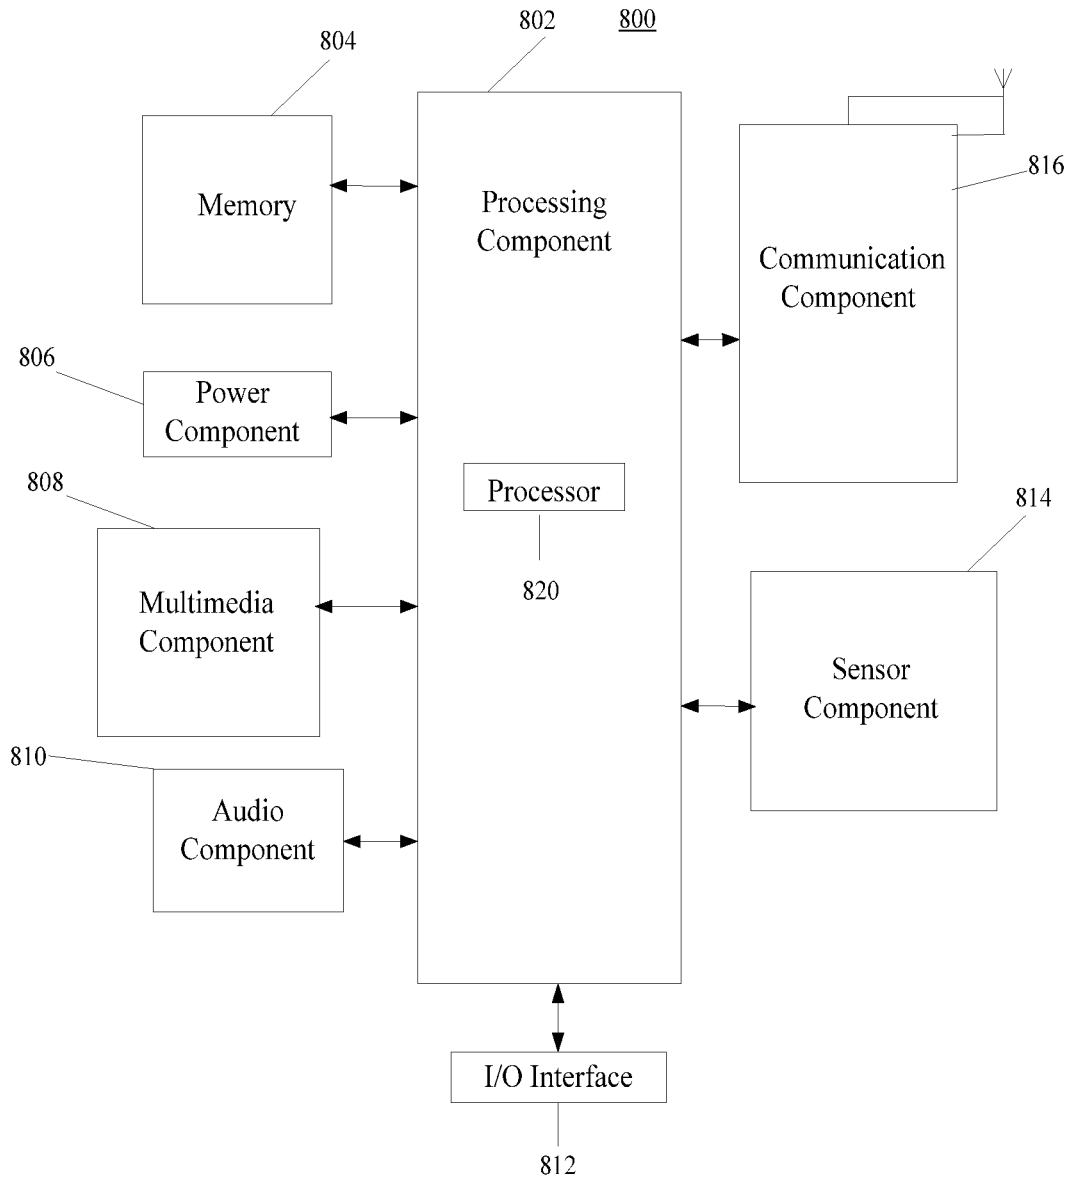 802
800
804
816
Memory
Processing
Component
Communication
Component
806
Power
Component
808
Processor
814
820
Multimedia
Component
Sensor
Component
810
Audio
Component
I/O Interface
812